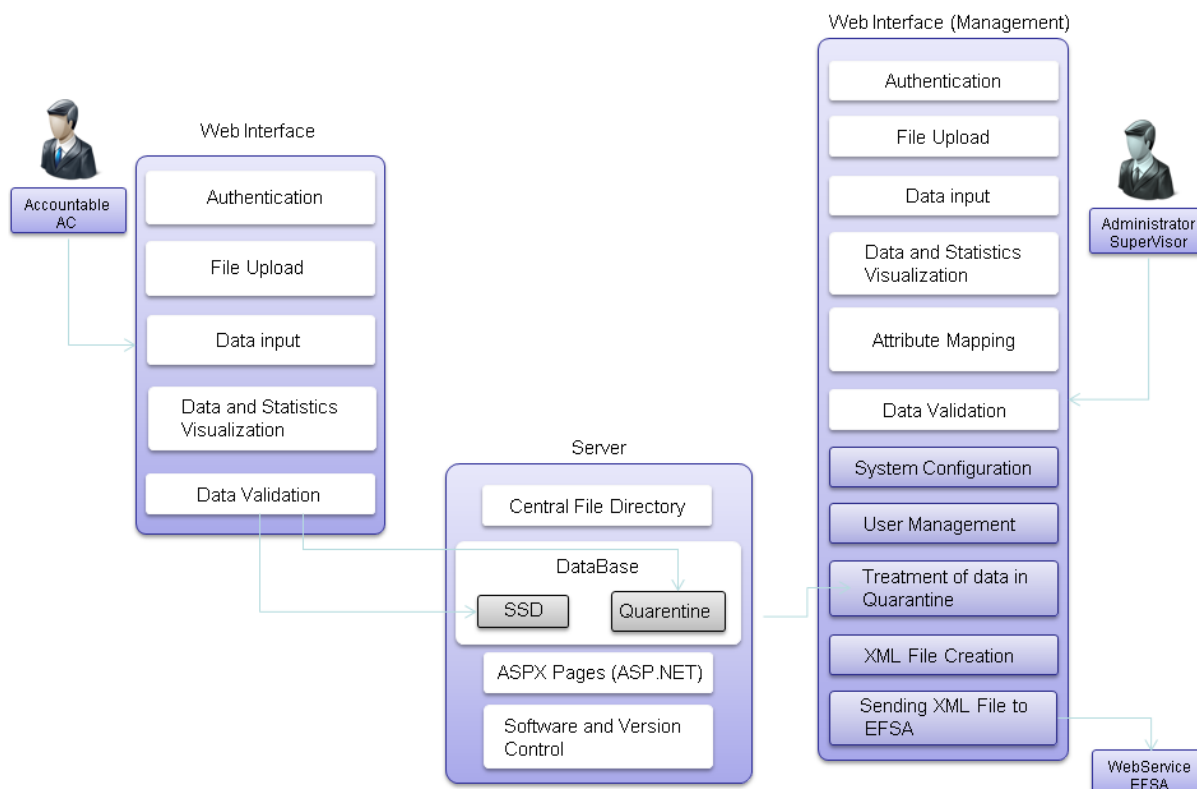 Accountable
AC
Web Interface
Authentication
File Upload
Data input
Data and Statistics
Visualization
Data Validation
Server
Central File Directory
DataBase
SSD
Quarentine
ASPX Pages (ASP.NET)
Software and Version
Control
Web Interface (Management)
Authentication
File Upload
Data input
Data and Statistics
Visualization
Attribute Mapping
Data Validation
System Configuration
User Management
Treatment of data in
Quarantine
XML File Creation
Sending XML File to
EFSA
Administrator
SuperVisor
WebService
EFSA